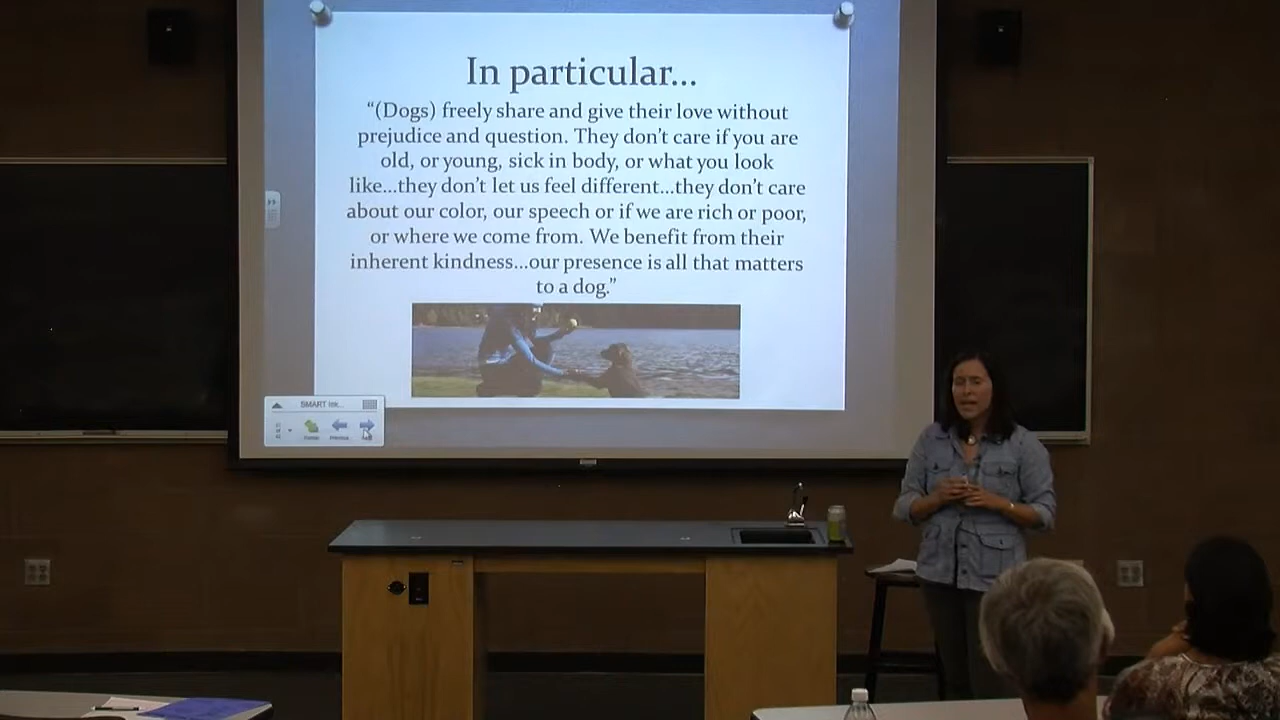 In particular...
“(Dogs) freely share and give their love without
prejudice and question. They don’t care if you are
old, or young, sick in body, or what you look
like...they don’t let us feel different...they don’t care
about our color, our speech or if we are rich or poor,
or where we come from. We benefit from their
inherent kindness...our presence is all that matters
to a dog.”
SMART Ink...